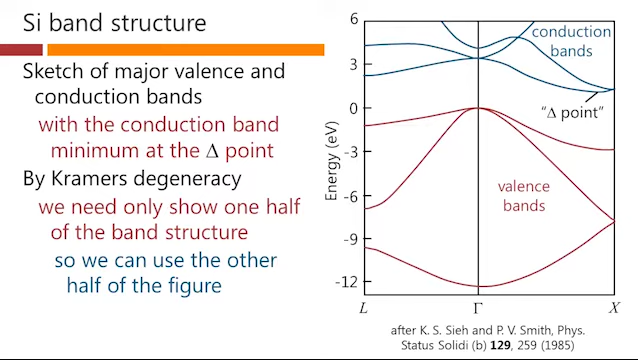 Si band structure
Sketch of major valence and
conduction bands
with the conduction band
minimum at the Δ point
By Kramers degeneracy
we need only show one half
of the band structure
so we can use the other
half of the figure
Energy (eV)
6
3
0
-3
-6
-9
-12
conduction
bands
“Δ point”
valence
bands
L
Γ
X
after K. S. Sieh and P. V. Smith, Phys.
Status Solidi (b) 129, 259 (1985)